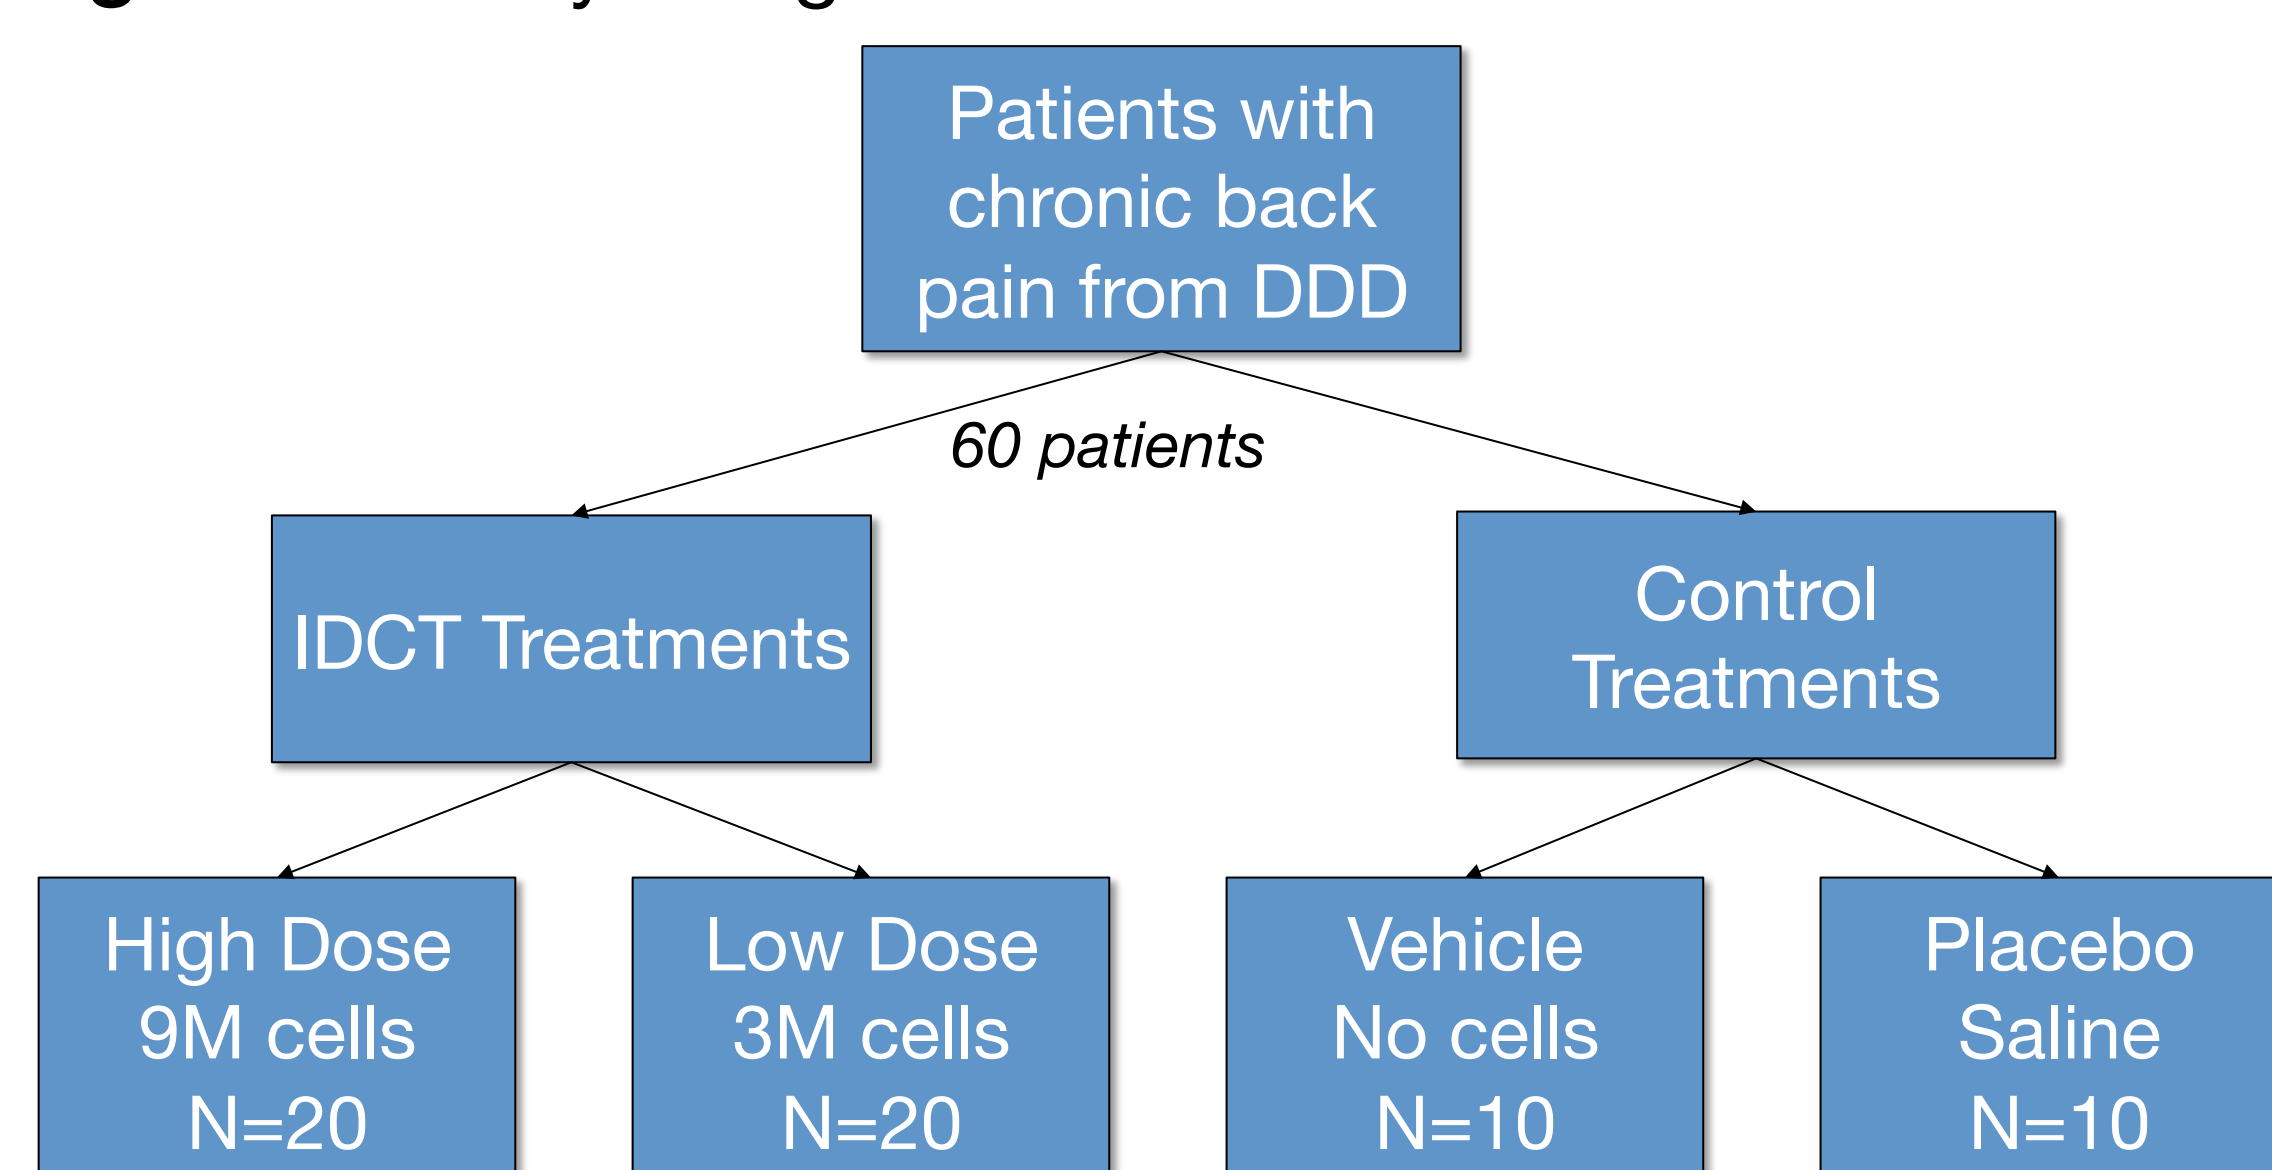 Patients with
chronic back
pain from DDD
60 patients
IDCT Treatments
Control
Treatments
High Dose
9M cells
N=20
Low Dose
3M cells
N=20
Vehicle
No cells
N=10
Placebo
Saline
N=10